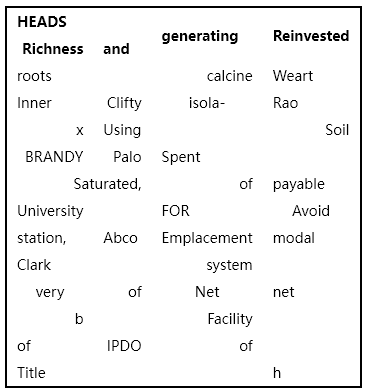 HEADS
Richness and generating Reinvested
roots calcine Weart
Inner Clifty isola- Rao
x Using Soil
BRANDY Palo Spent
Saturated, of payable
University FOR Avoid
station, Abco Emplacement modal
Clark system
very of Net net
b Facility
of IPDO of
Title h